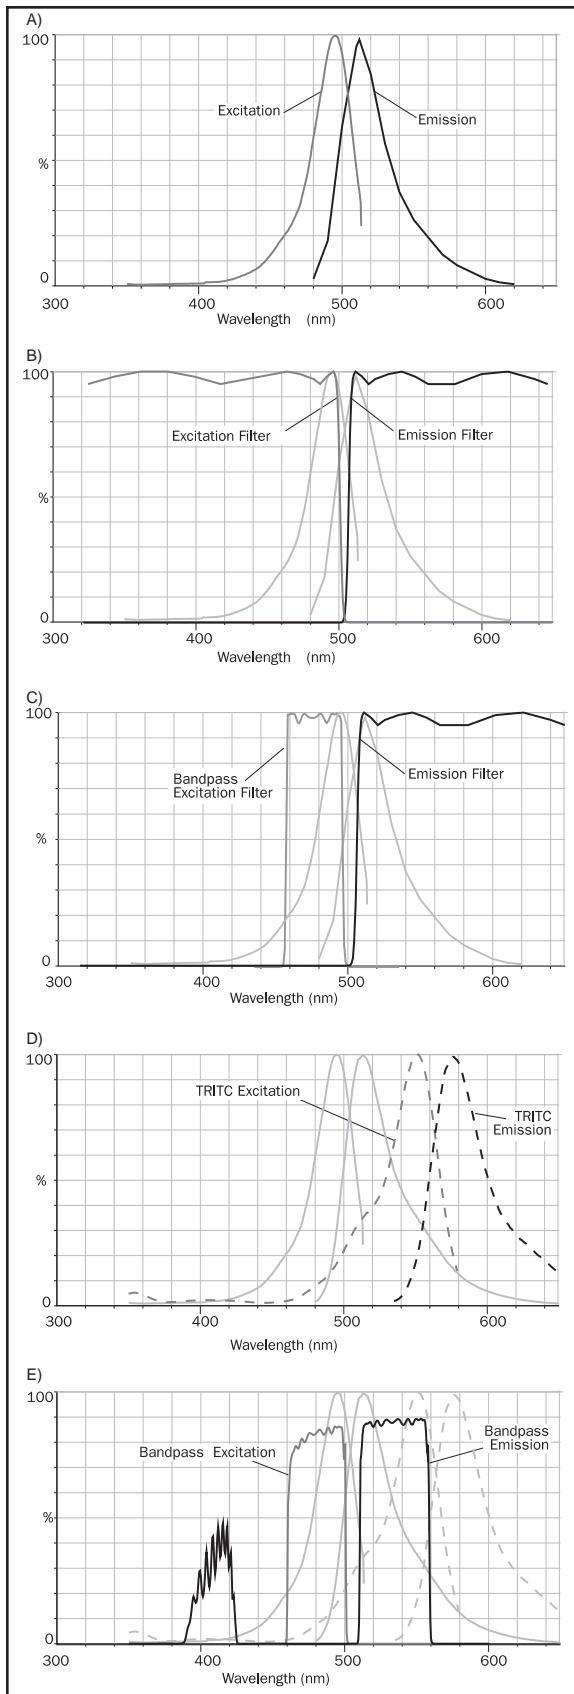 A)
100
Excitation
Emission
%
0
300 400 500 600
Wavelength (nm)
B)
100
Excitation Filter
Emission Filter
%
0
300 400 500 600
Wavelength (nm)
C)
100
Bandpass
Excitation Filter
Emission Filter
%
0
400 500 600
Wavelength (nm)
D)
100
TRITC Excitation
TRITC
Emission
%
0
300 400 500 600
Wavelength (nm)
E)
100
Bandpass Excitation
Bandpass
Emission
%
0
300 400 500 600
Wavelength (nm)